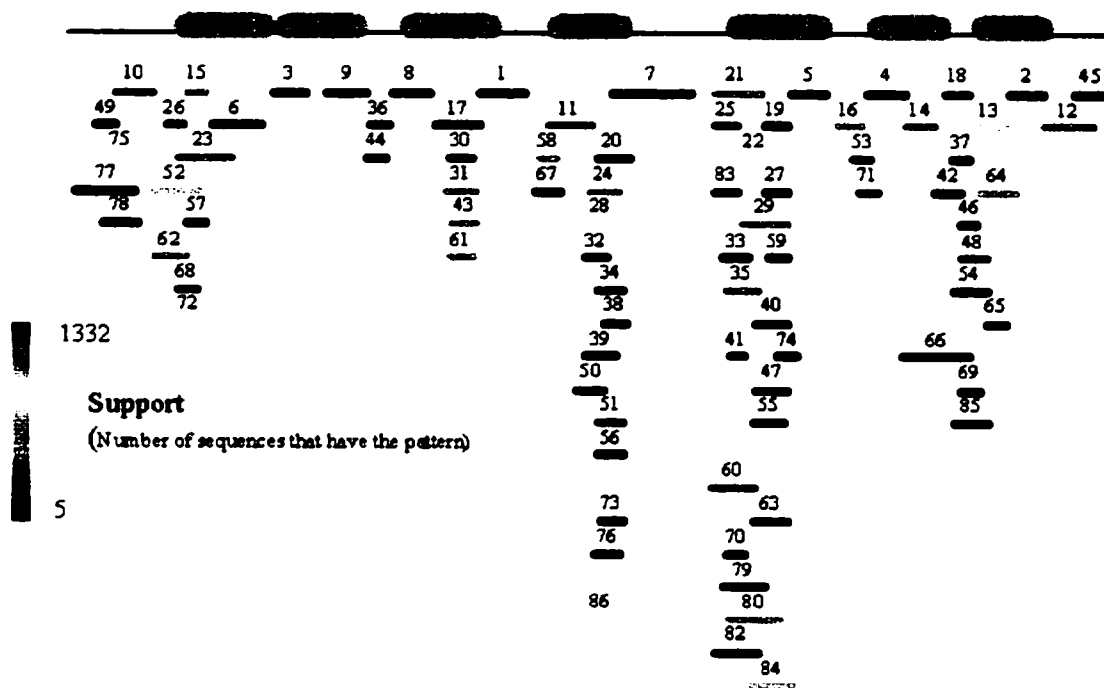 10 15 3 9 8 1 7 21 5 4 18 2 45
49 26 6 36 17 11 25 19 16 14 13 12
75 23 44 30 58 20 22 53 37
77 52 31 67 24 83 27 71 42 64
78 57 43 28 29 46
62 61 32 33 59 48
68 34 35 54
72 38 40 65
1332 39 41 74 66
50 47 69
Support 51 55 85
(Number of sequences that have the pattern) 56
60
5 73 63
76 70
79
86 80
82
84